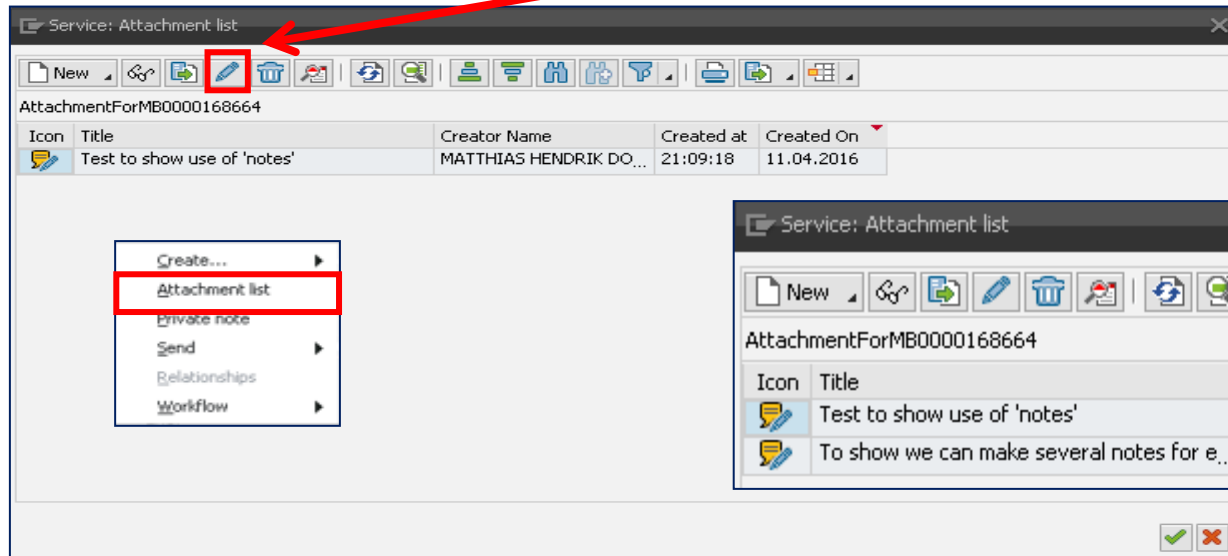 Service: Attachment list
New
AttachmentForMB0000168664
Icon Title Creator Name Created at Created On
Test to show use of 'notes' MATTHIAS HENDRIK DO... 21:09:18 11.04.2016
Create...
Attachment list
Private note
Send
Relationships
Workflow
Service: Attachment list
New
AttachmentForMB0000168664
Icon Title
Test to show use of 'notes'
To show we can make several notes for e..